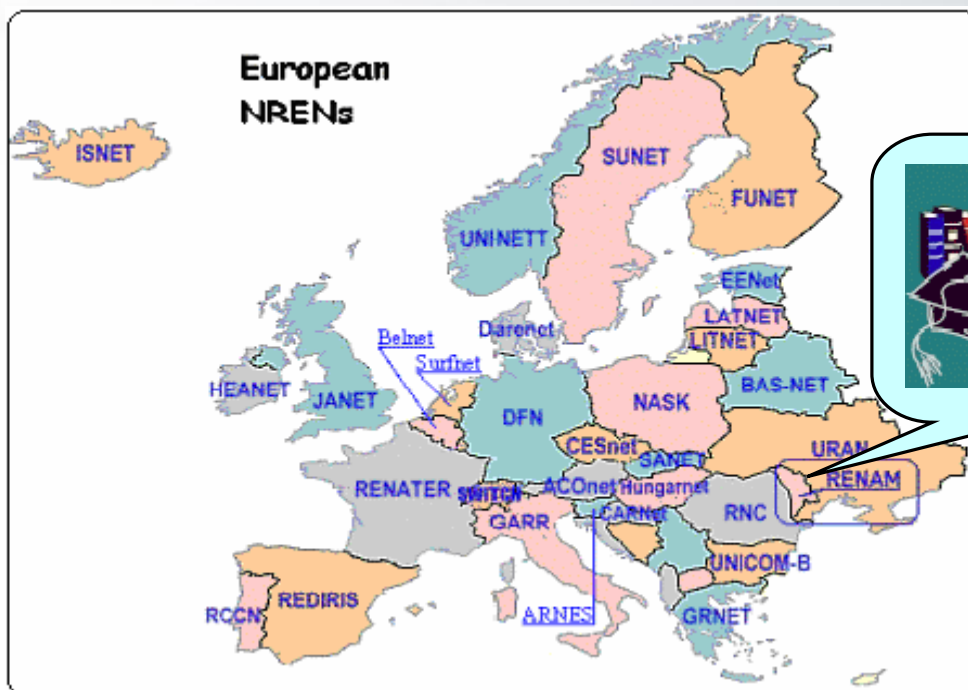 European
NRENs
ISNET
SUNET
FUNET
UNINETT
EENet
LATNET
LITNET
Darenet
Belnet
Surfnet
HEANET
JANET
BAS-NET
DFN
NASK
CESnet
URAN
SANET
RENAM
RENATER
SWITCH
ACOnet
Hungarnet
RNC
GARR
CARNet
UNICOM-B
REDIRIS
RCCN
ARNES
GRNET